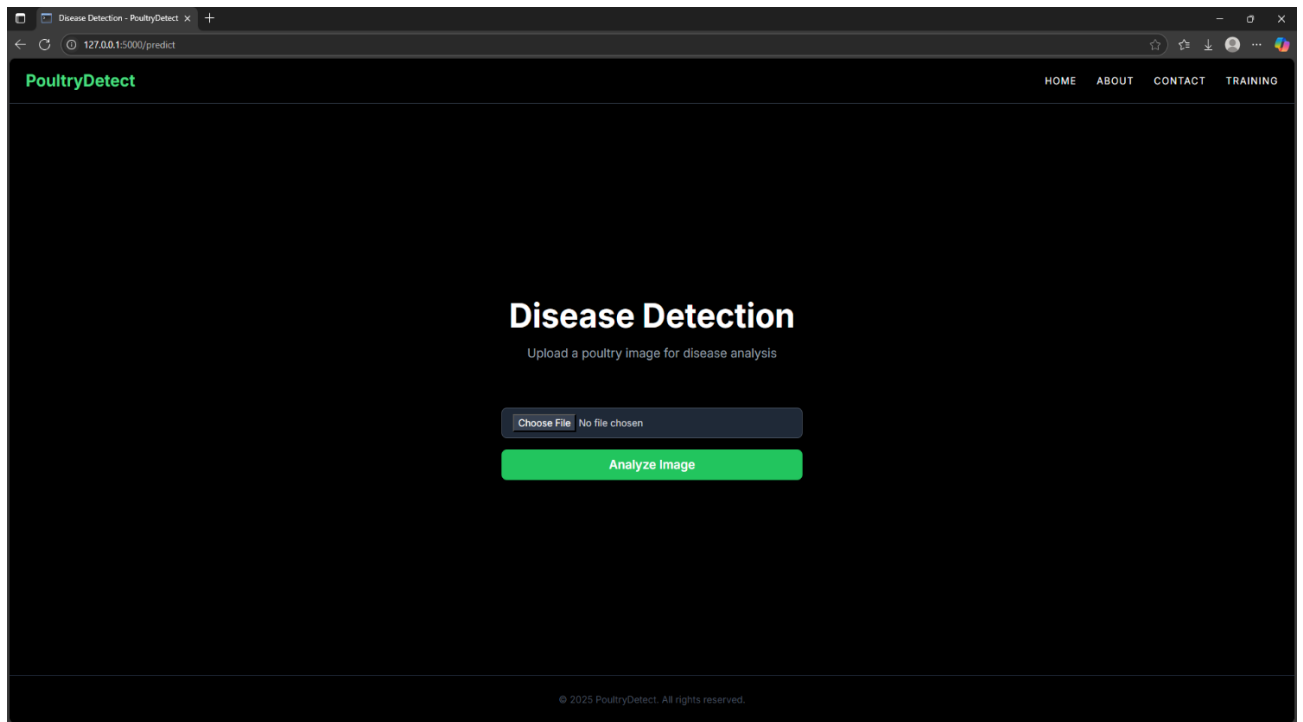 Disease Detection - PoultryDetect
127.0.0.1:5000/predict
PoultryDetect
HOME ABOUT CONTACT TRAINING
Disease Detection
Upload a poultry image for disease analysis
Choose File No file chosen
Analyze Image
© 2025 PoultryDetect. All rights reserved.